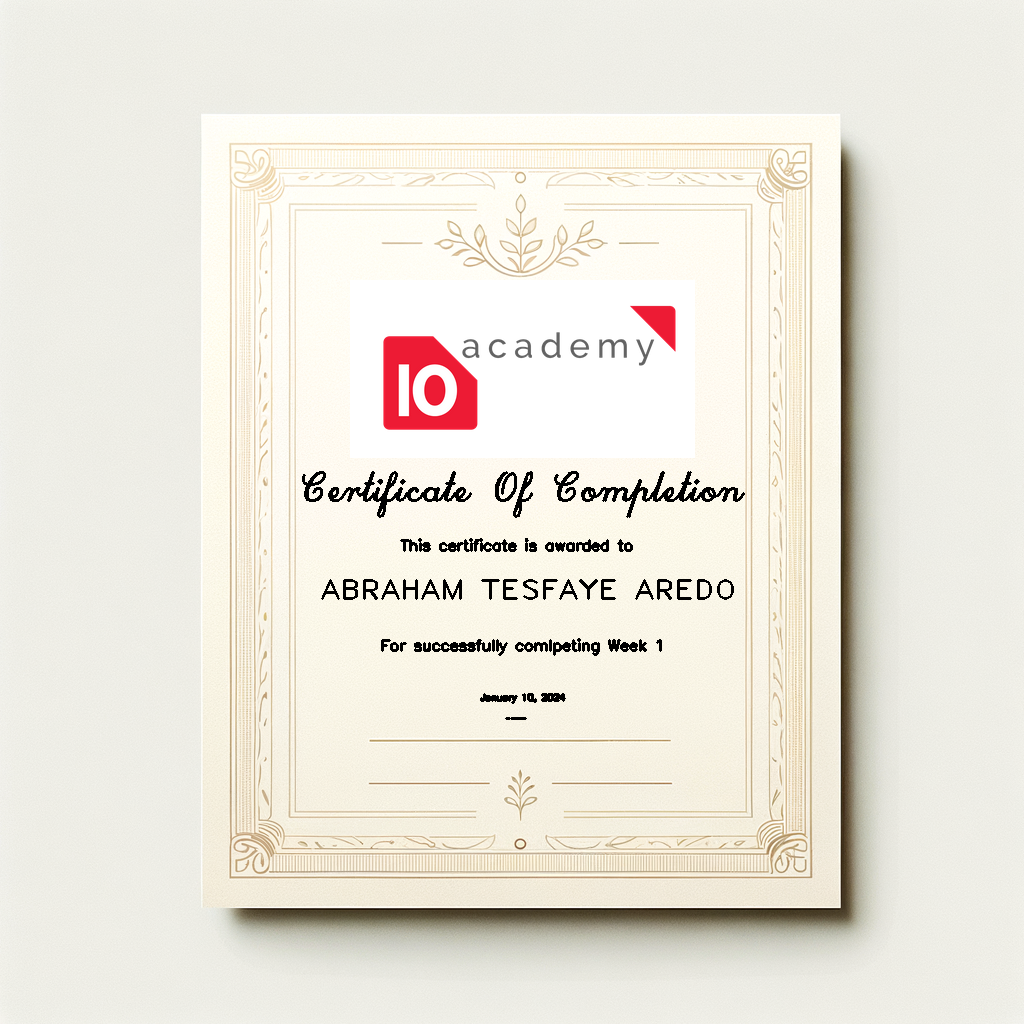 10 academy
Certificate Of Completion
This certificate is awarded to
ABRAHAM TESFAYE AREDO
For successfully comlpeting Week 1
January 10, 2024